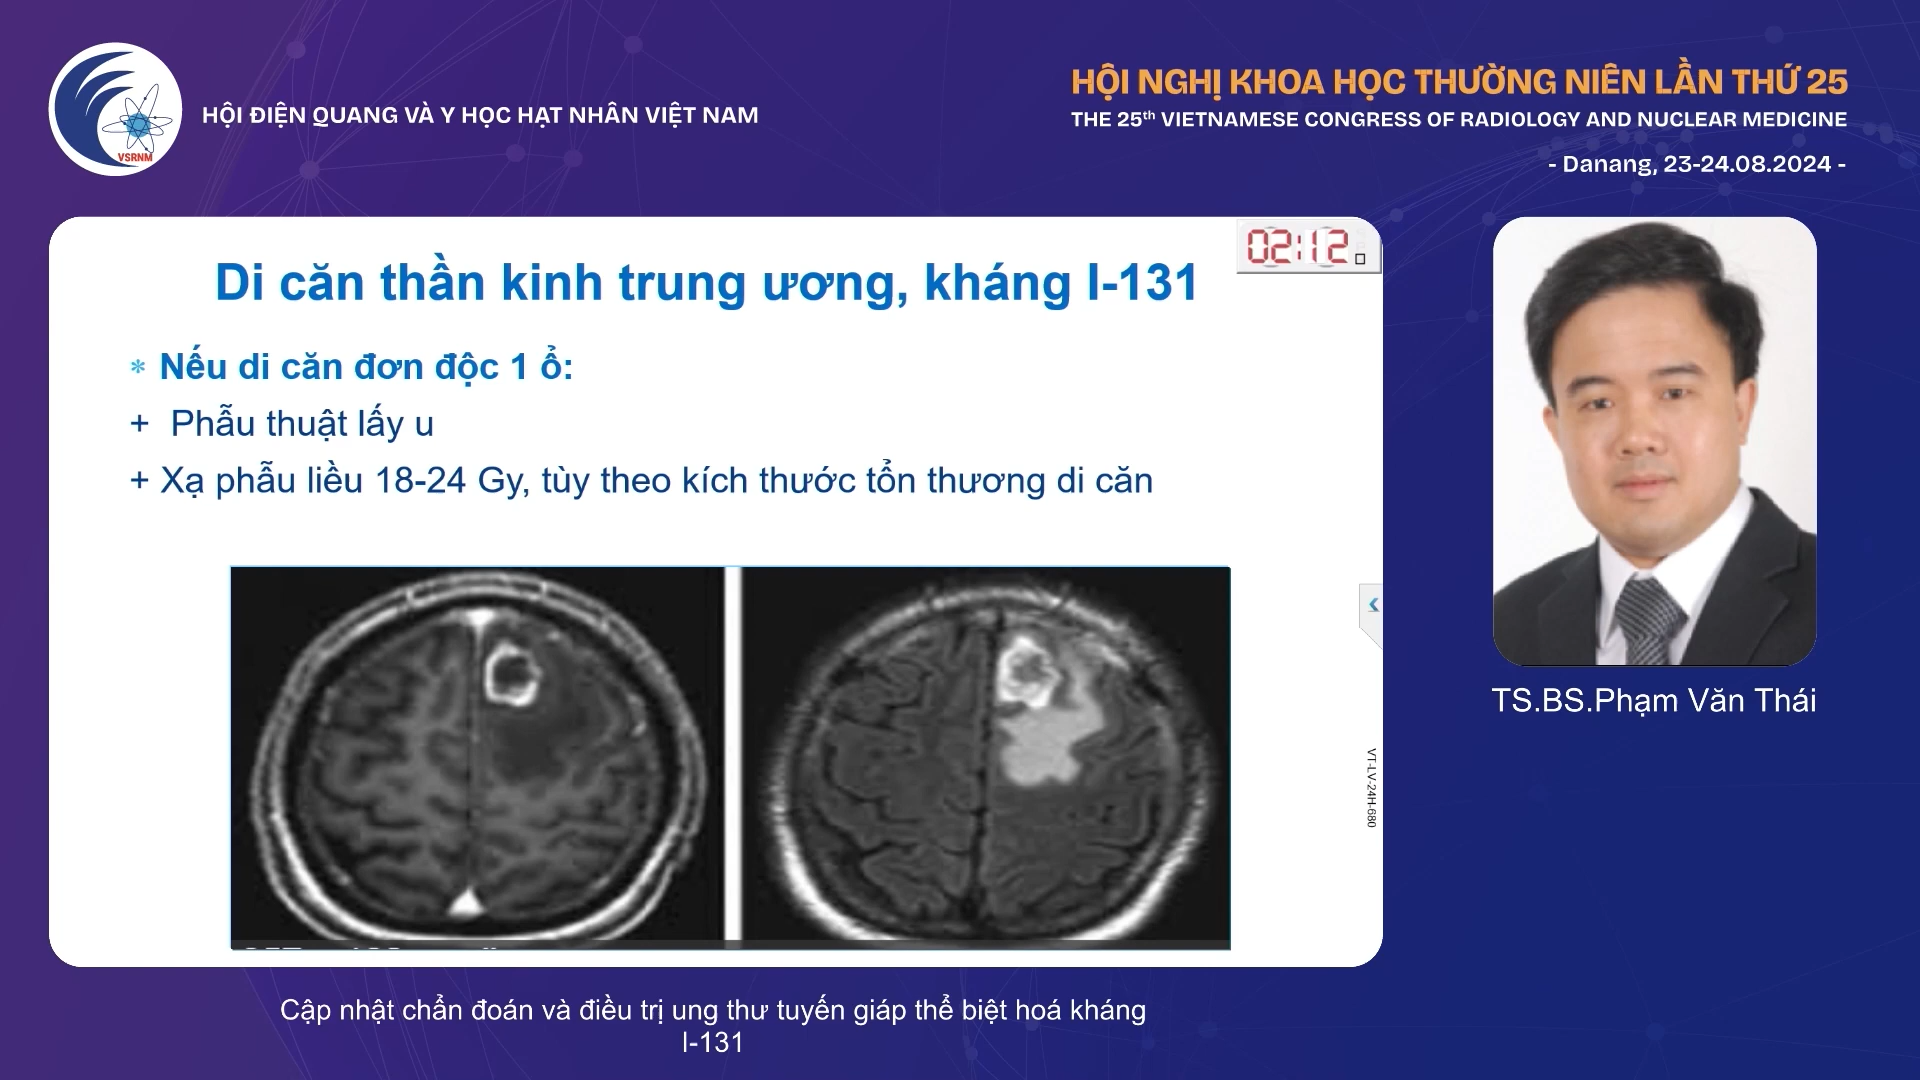 VSRNM
HỘI ĐIỆN QUANG VÀ Y HỌC HẠT NHÂN VIỆT NAM
HỘI NGHỊ KHOA HỌC THƯỜNG NIÊN LẦN THỨ 25
THE 25th VIETNAMESE CONGRESS OF RADIOLOGY AND NUCLEAR MEDICINE
- Danang, 23-24.08.2024 -
02:12
Di căn thần kinh trung ương, kháng I-131
* Nếu di căn đơn độc 1 ổ:
+ Phẫu thuật lấy u
+ Xạ phẫu liều 18-24 Gy, tùy theo kích thước tổn thương di căn
VT-LV-24H-680
TS.BS.Phạm Văn Thái
Cập nhật chẩn đoán và điều trị ung thư tuyến giáp thể biệt hoá kháng
I-131